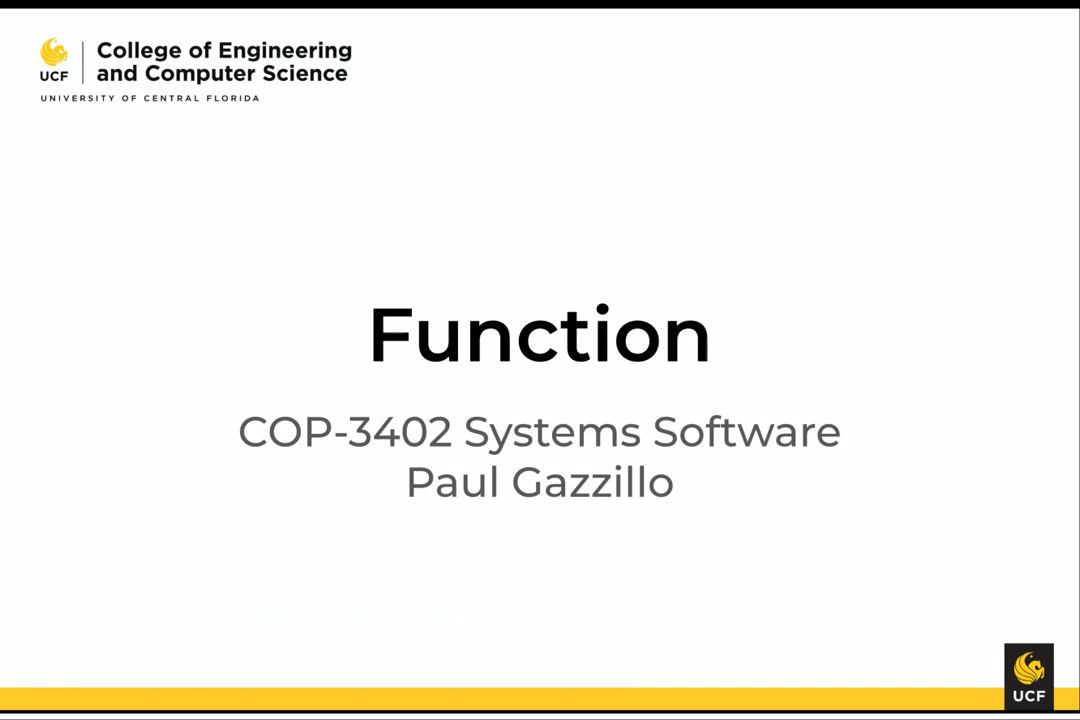 College of Engineering
and Computer Science
UCF
UNIVERSITY OF CENTRAL FLORIDA
Function
COP-3402 Systems Software
Paul Gazzillo
UCF